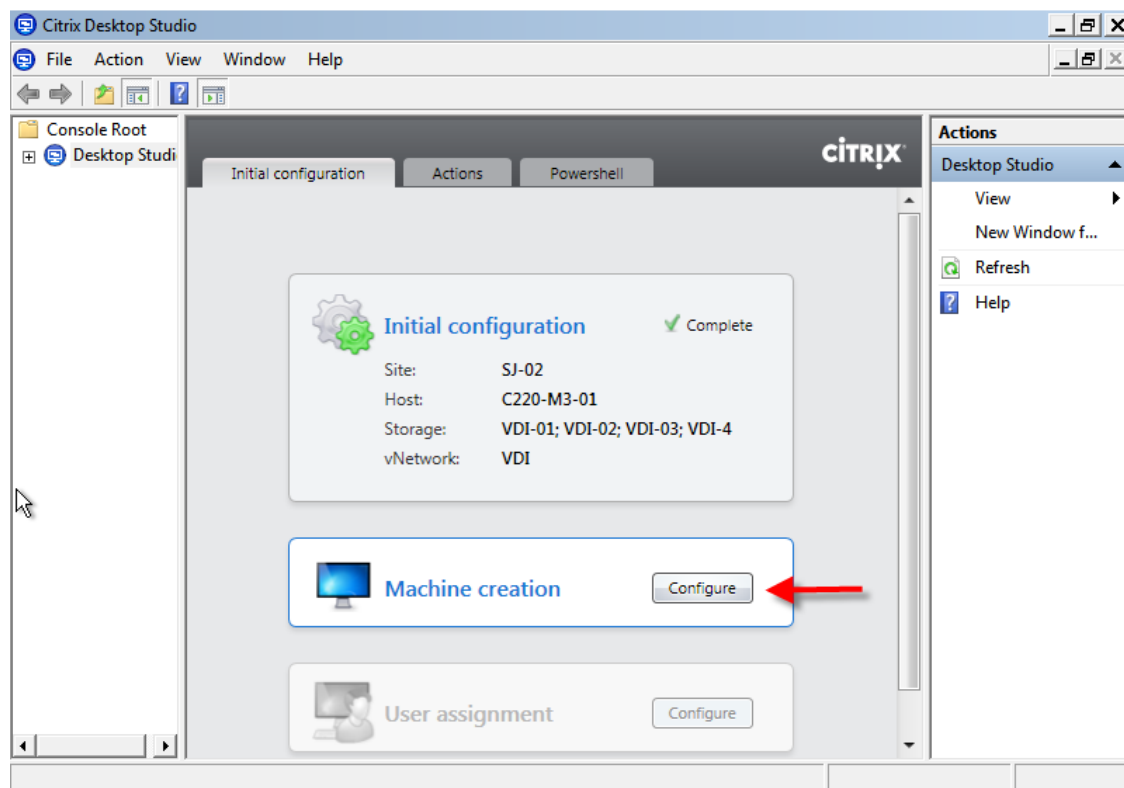 Citrix Desktop Studio
File Action View Window Help
Console Root
Desktop Studi
CİTRIX
Initial configuration
Actions
Powershell
Initial configuration
Complete
Site: SJ-02
Host: C220-M3-01
Storage: VDI-01; VDI-02; VDI-03; VDI-4
vNetwork: VDI
Machine creation
Configure
User assignment
Configure
Actions
Desktop Studio
View
New Window f...
Refresh
Help